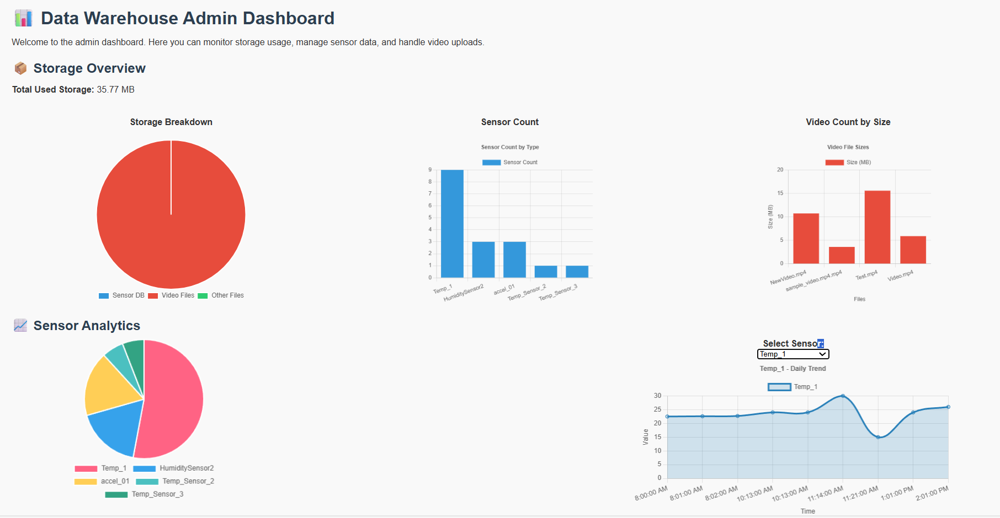 Data Warehouse Admin Dashboard
Welcome to the admin dashboard. Here you can monitor storage usage, manage sensor data, and handle video uploads.
Storage Overview
Total Used Storage: 35.77 MB
Storage Breakdown
Sensor DB Video Files Other Files
Sensor Count
Sensor Count by Type
Sensor Count
9
8
7
6
5
4
3
2
1
0
Temp_1 HumiditySensor2 accel_01 Temp_Sensor_2 Temp_Sensor_3
Video Count by Size
Video File Sizes
Size (MB)
Size (MB)
20
15
10
5
0
NewVideo.mp4 sample_video.mp4.mp4 Test.mp4 Video.mp4
Files
Sensor Analytics
Temp_1 HumiditySensor2
accel_01 Temp_Sensor_2
Temp_Sensor_3
Select Sensor:
Temp_1
Temp_1 - Daily Trend
Temp_1
Value
30
25
20
15
10
5
0
8:00:00 AM 8:01:00 AM 8:02:00 AM 10:13:00 AM 10:13:00 AM 11:14:00 AM 11:21:00 AM 1:01:00 PM 2:01:00 PM
Time